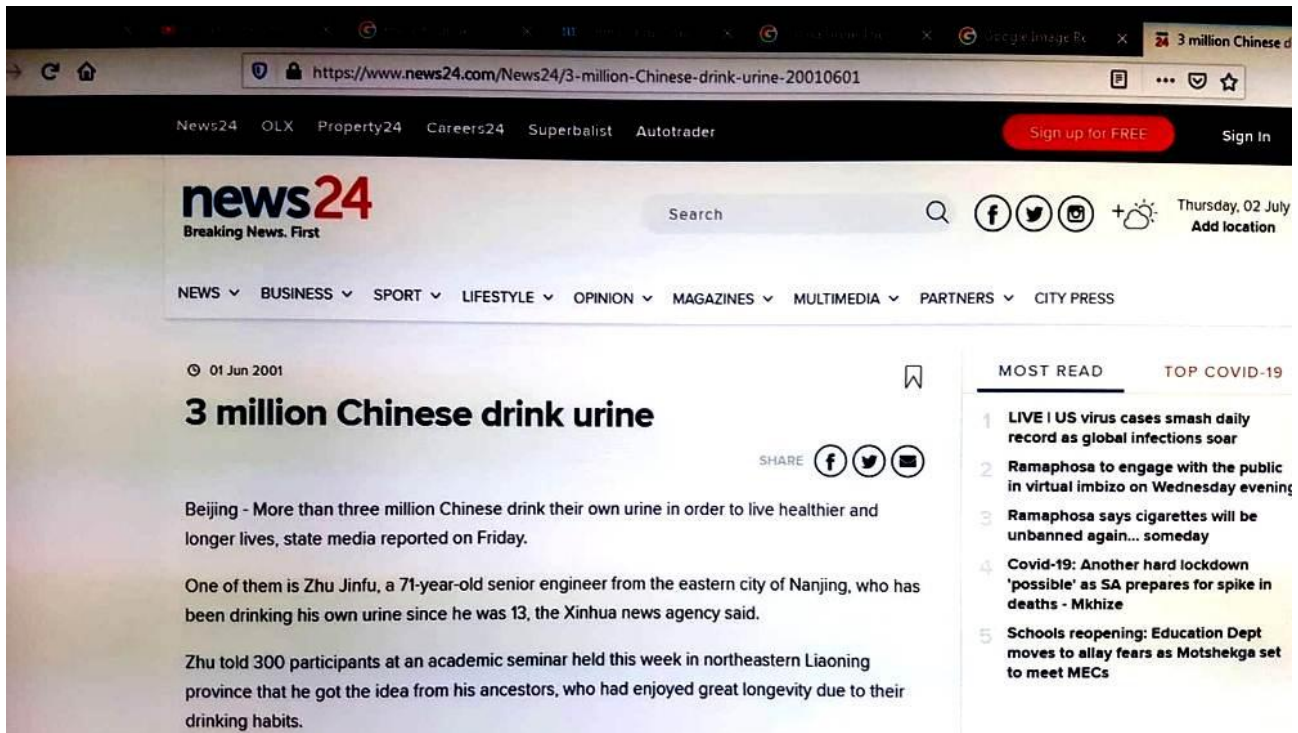 3 million Chinese d
https://www.news24.com/News24/3-million-Chinese-drink-urine-20010601
News24 OLX Property24 Careers24 Superbalist Autotrader
Sign up for FREE
Sign In
news24
Breaking News. First
Search
Thursday, 02 July
Add location
NEWS BUSINESS SPORT LIFESTYLE OPINION MAGAZINES MULTIMEDIA PARTNERS CITY PRESS
01 Jun 2001
3 million Chinese drink urine
SHARE
Beijing - More than three million Chinese drink their own urine in order to live healthier and
longer lives, state media reported on Friday.
One of them is Zhu Jinfu, a 71-year-old senior engineer from the eastern city of Nanjing, who has
been drinking his own urine since he was 13, the Xinhua news agency said.
Zhu told 300 participants at an academic seminar held this week in northeastern Liaoning
province that he got the idea from his ancestors, who had enjoyed great longevity due to their
drinking habits.
MOST READ
TOP COVID-19
1 LIVE | US virus cases smash daily
record as global infections soar
2 Ramaphosa to engage with the public
in virtual imbizo on Wednesday evening
3 Ramaphosa says cigarettes will be
unbanned again... someday
4 Covid-19: Another hard lockdown
'possible' as SA prepares for spike in
deaths - Mkhize
5 Schools reopening: Education Dept
moves to allay fears as Motshekga set
to meet MECs